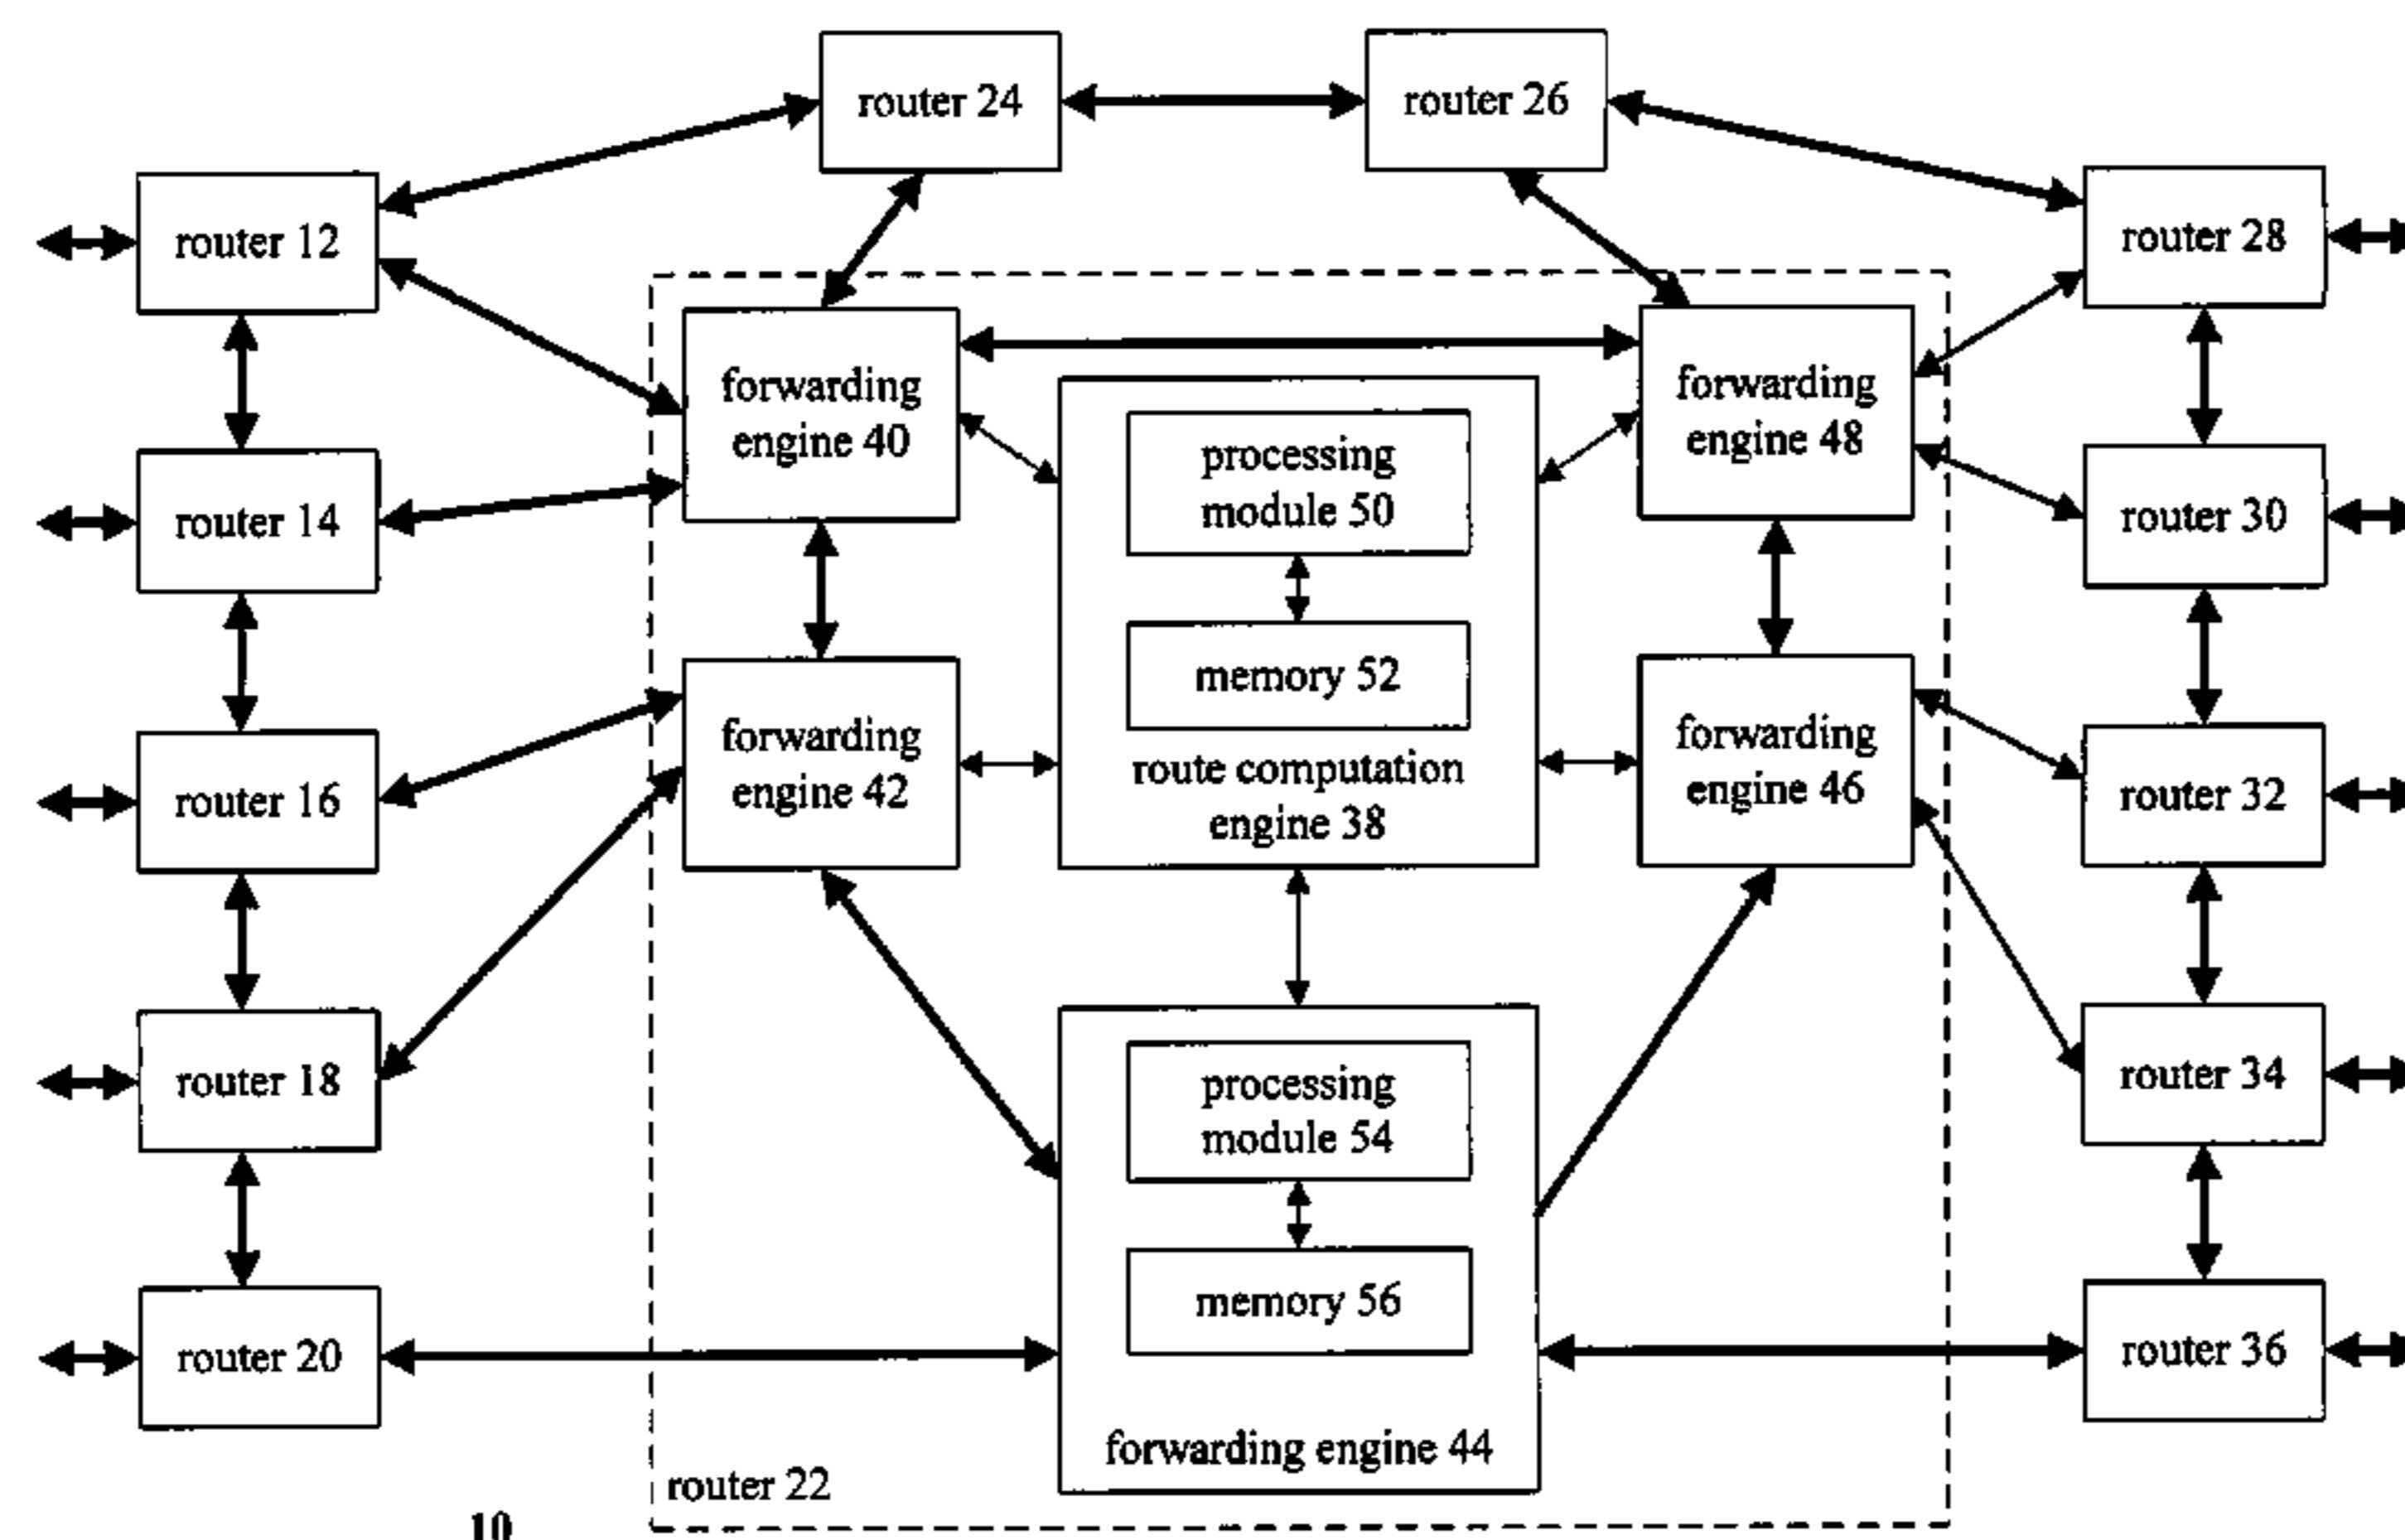 router 24
router 26
router 12
router 28
forwarding
engine 40
forwarding
engine 48
processing
module 50
router 14
router 30
memory 52
forwarding
engine 42
route computation
engine 38
forwarding
engine 46
router 16
router 32
router 18
processing
module 54
router 34
memory 56
router 20
router 36
forwarding engine 44
router 22
10